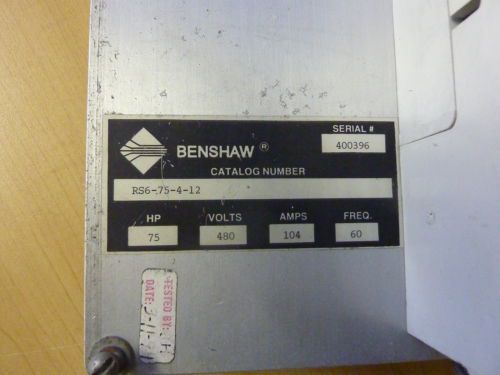 SERIAL #
BENSHAW ®
400396
CATALOG NUMBER
RS6-75-4-12
HP VOLTS AMPS FREQ.
75 480 104 60
TESTED BY:
DATE: